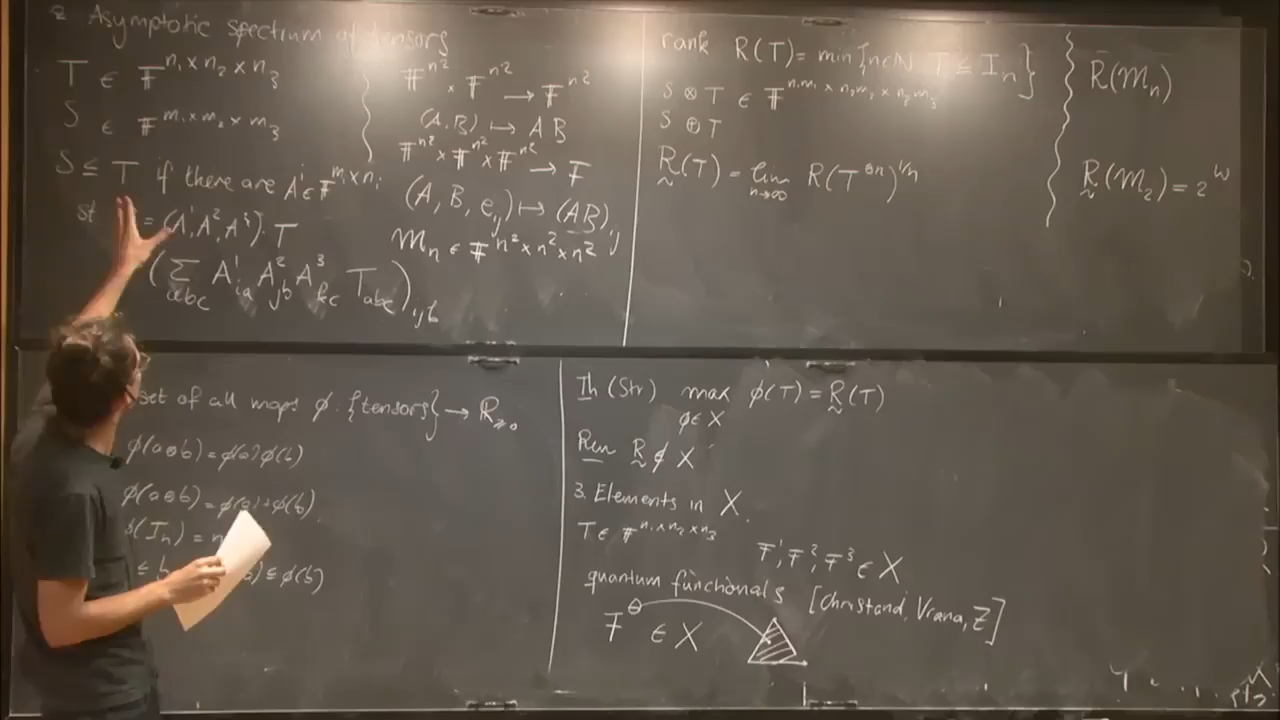 2. Asymptotic spectrum of tensors
T ∈ 𝔽^{n₁×n₂×n₃}
S ∈ 𝔽^{m₁×m₂×m₃}
S ≤ T if there are Aⁱ ∈ 𝔽^{mᵢ×nᵢ}
st = (A¹, A², A³)·T
(∑_{abc} A¹_{ia} A²_{jb} A³_{kc} T_{abc})
𝔽^{n²} × 𝔽^{n²} → 𝔽^{n²}
(A, B) ↦ AB
𝔽^{n²} × 𝔽^{n²} × 𝔽^{n²} → 𝔽
(A, B, e_{ij}) ↦ (AB)_{ij}
M_n ∈ 𝔽^{n²×n²×n²}
rank R(T) = min{n∈ℕ T ≤ I_n}
S ⊗ T ∈ 𝔽^{n₁m₁×n₂m₂×n₃m₃}
S ⊕ T
R̰(T) = lim_{n→∞} R(T^{⊗n})^{1/n}
R(M_n)
R̰(M₂) = 2^ω
set of all maps φ : {tensors} → ℝ_{≥0}
φ(a⊗b) = φ(a)φ(b)
φ(a⊕b) = φ(a)+φ(b)
φ(I_n) = n
≤ b ≤ φ(b)
Th (Str) max_{φ∈X} φ(T) = R̰(T)
Rem R̰ ∉ X
3. Elements in X
T ∈ 𝔽^{n₁×n₂×n₃}
F¹, F², F³ ∈ X
quantum functionals [Christandl, Vrana, Z]
F^θ ∈ X